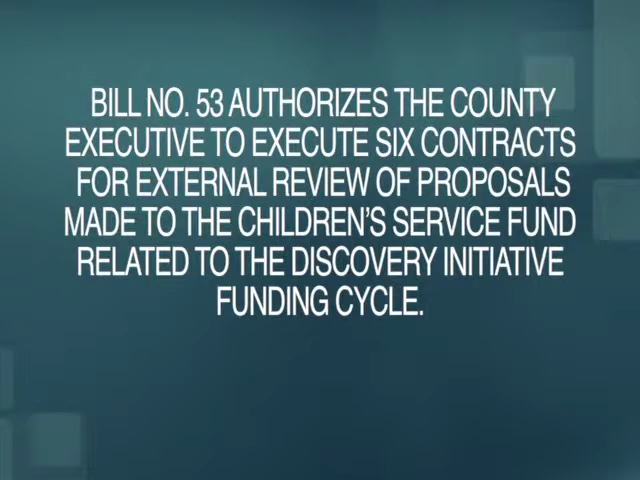 BILL NO. 53 AUTHORIZES THE COUNTY
EXECUTIVE TO EXECUTE SIX CONTRACTS
FOR EXTERNAL REVIEW OF PROPOSALS
MADE TO THE CHILDREN'S SERVICE FUND
RELATED TO THE DISCOVERY INITIATIVE
FUNDING CYCLE.